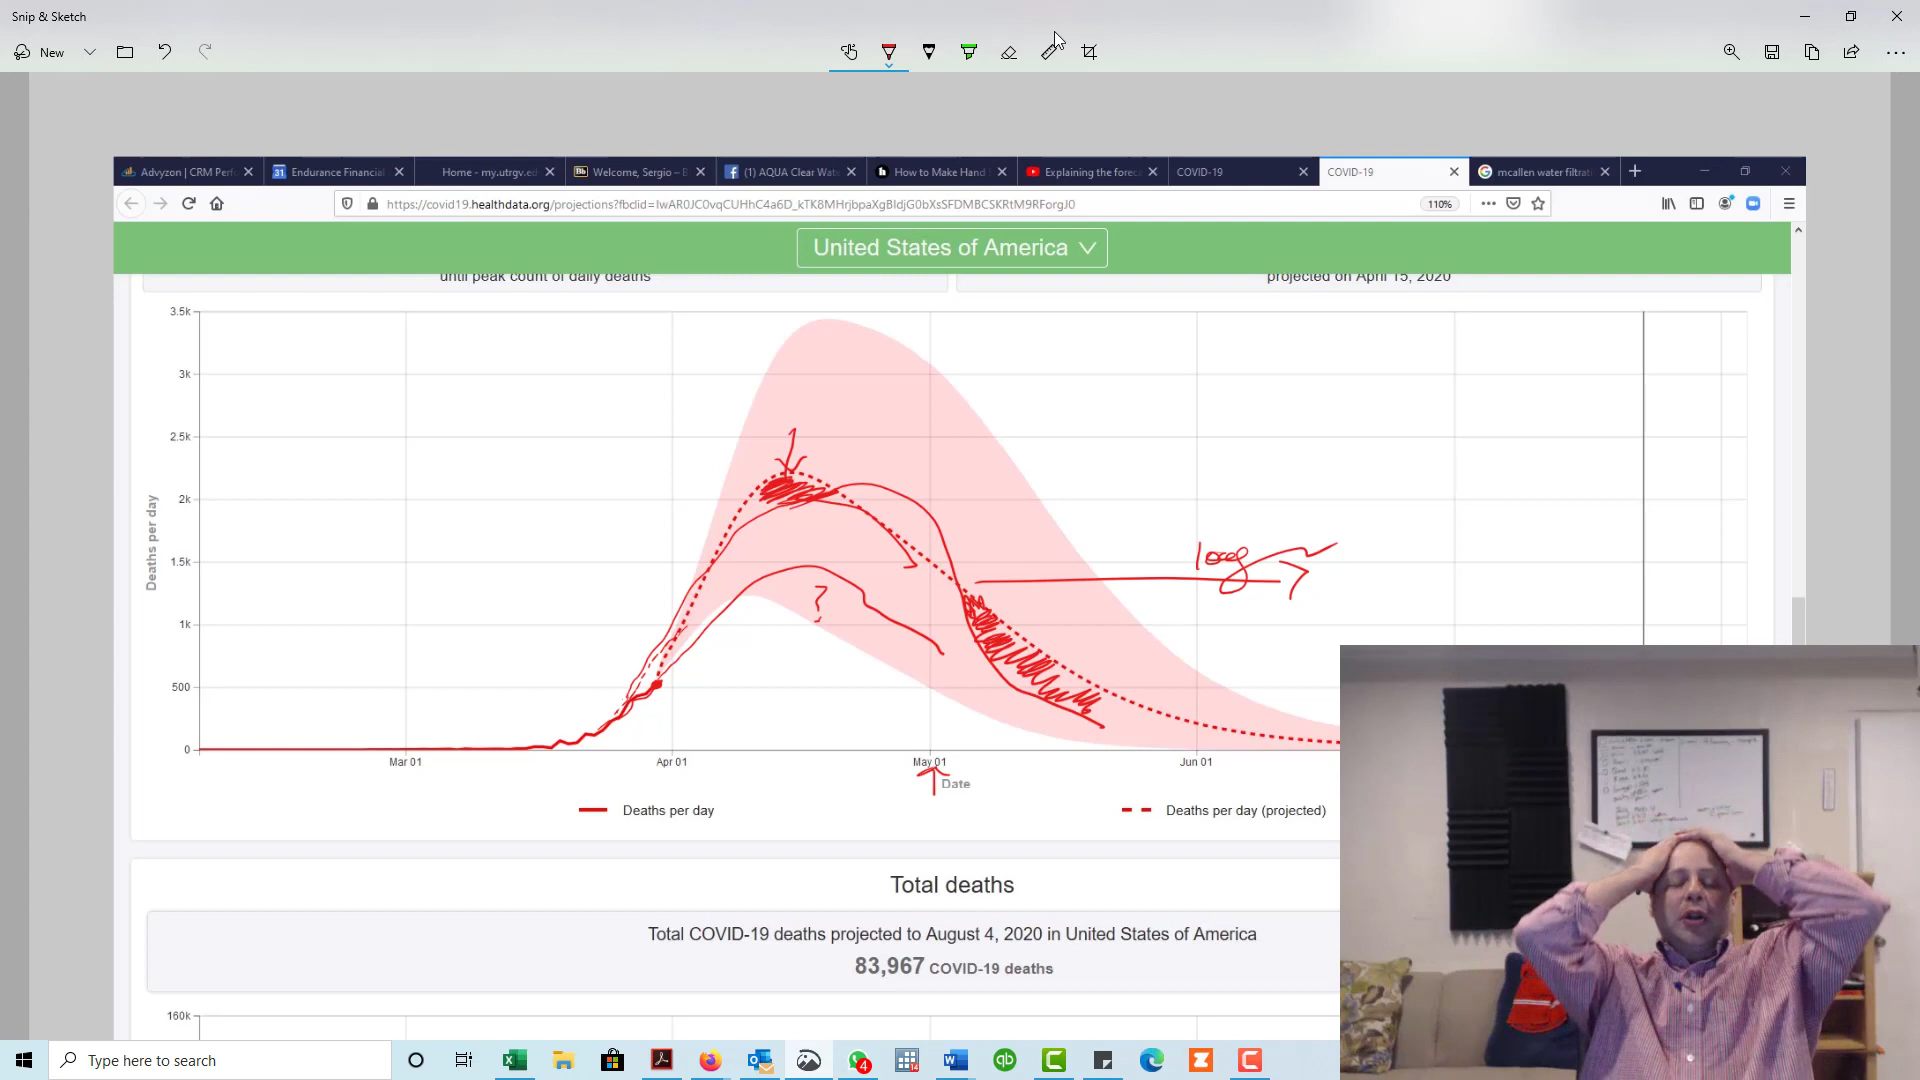 Snip & Sketch
New
Advyzon | CRM Perf
Endurance Financial
Home - my.utrgv.ed
Welcome, Sergio – B
(1) AQUA Clear Wate
How to Make Hand
Explaining the foreca
COVID-19
COVID-19
mcallen water filtrati
https://covid19.healthdata.org/projections?fbclid=IwAR0JC0vqCUHhC4a6D_kTK8MHrjbpaXgBldjG0bXsSFDMBCSKRtM9RForgJ0
110%
United States of America
until peak count of daily deaths
projected on April 15, 2020
3.5k
3k
2.5k
2k
1.5k
1k
500
0
Deaths per day
?
Mar 01
Apr 01
May 01
Jun 01
Date
Deaths per day
Deaths per day (projected)
Total deaths
Total COVID-19 deaths projected to August 4, 2020 in United States of America
83,967 COVID-19 deaths
160k
Type here to search
4
14